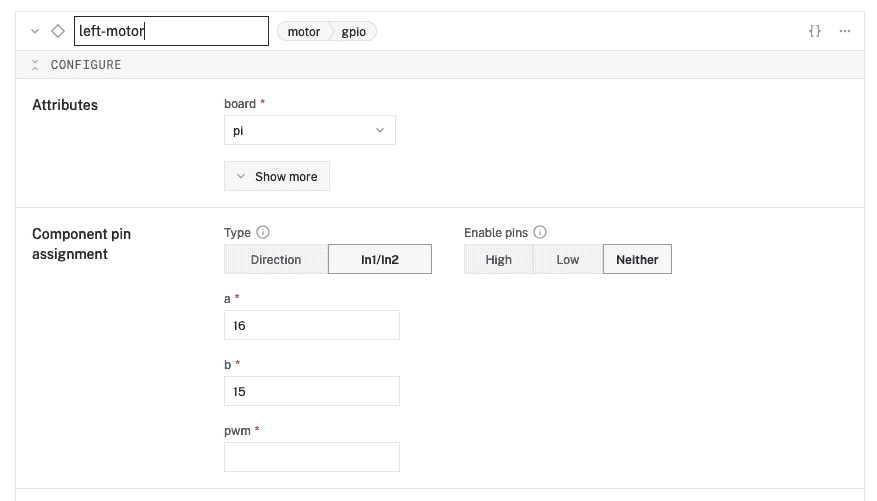 left-motor motor gpio {} ...
CONFIGURE
Attributes
board *
pi
Show more
Component pin
assignment
Type Enable pins
Direction In1/In2 High Low Neither
a *
16
b *
15
pwm *